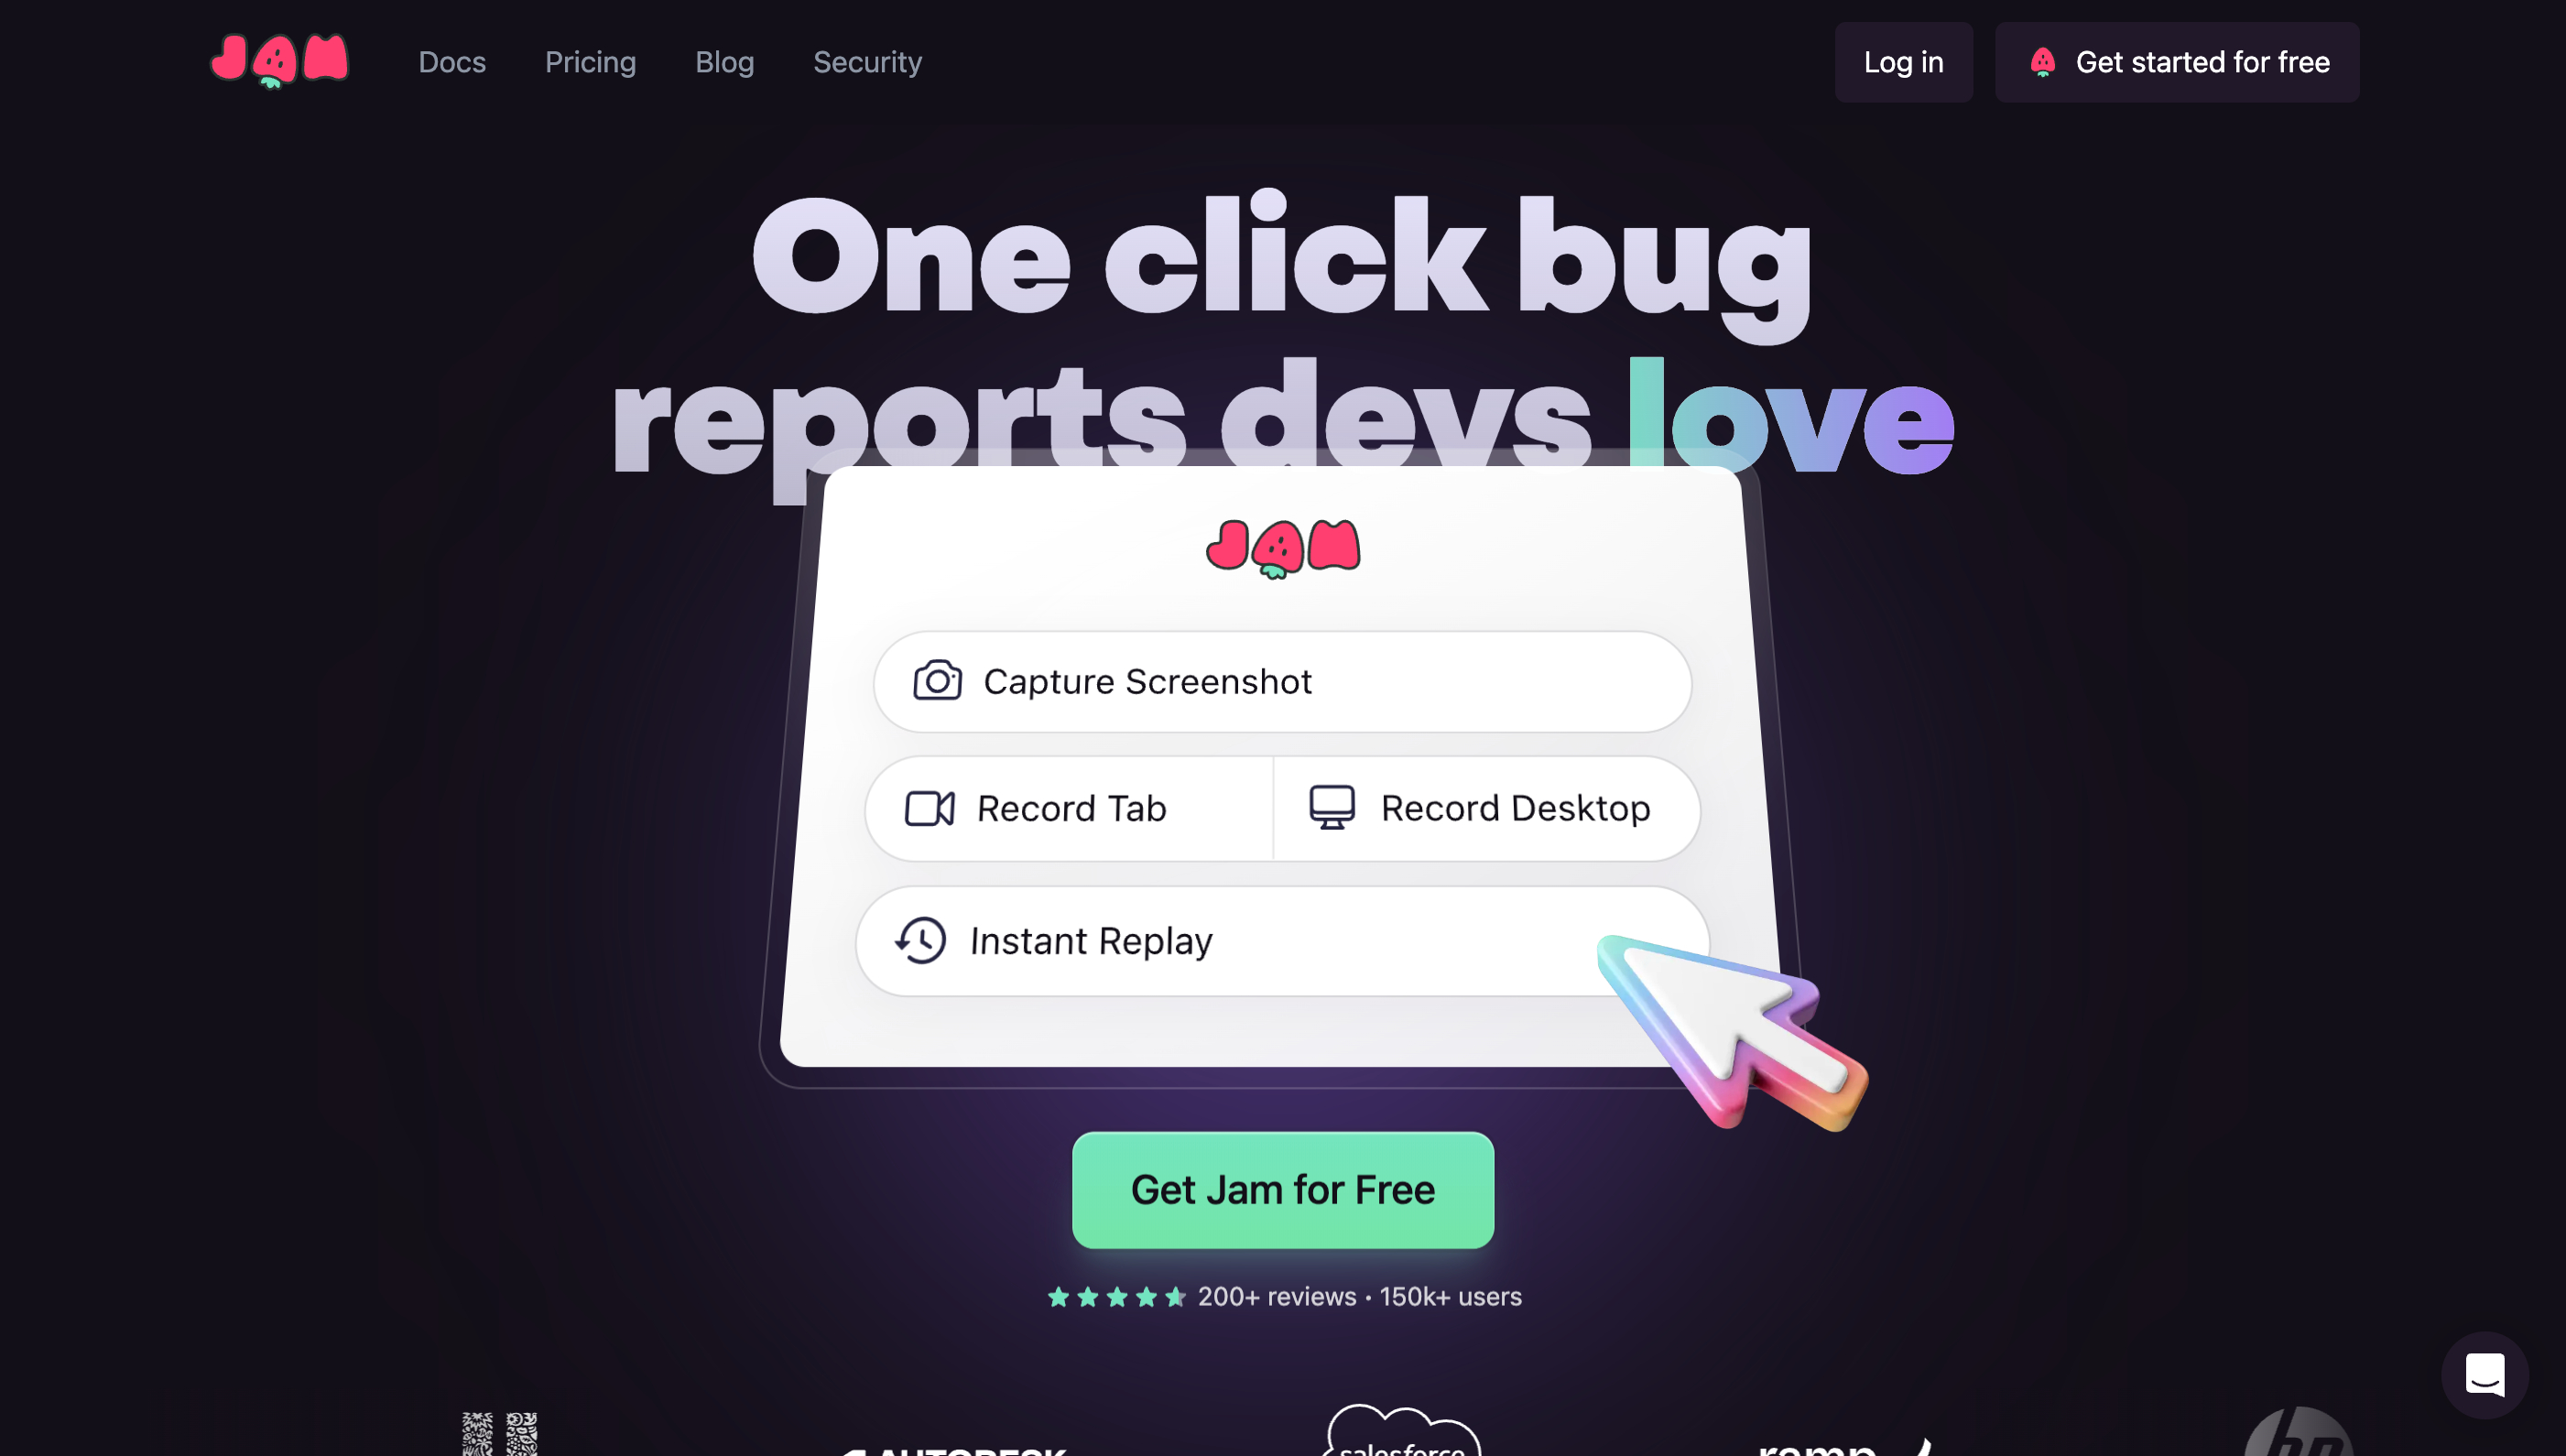 JAM
Docs
Pricing
Blog
Security
Log in
Get started for free
One click bug
reports devs love
JAM
Capture Screenshot
Record Tab
Record Desktop
Instant Replay
Get Jam for Free
200+ reviews • 150k+ users
AUTODESK
salesforce
ramp
hp